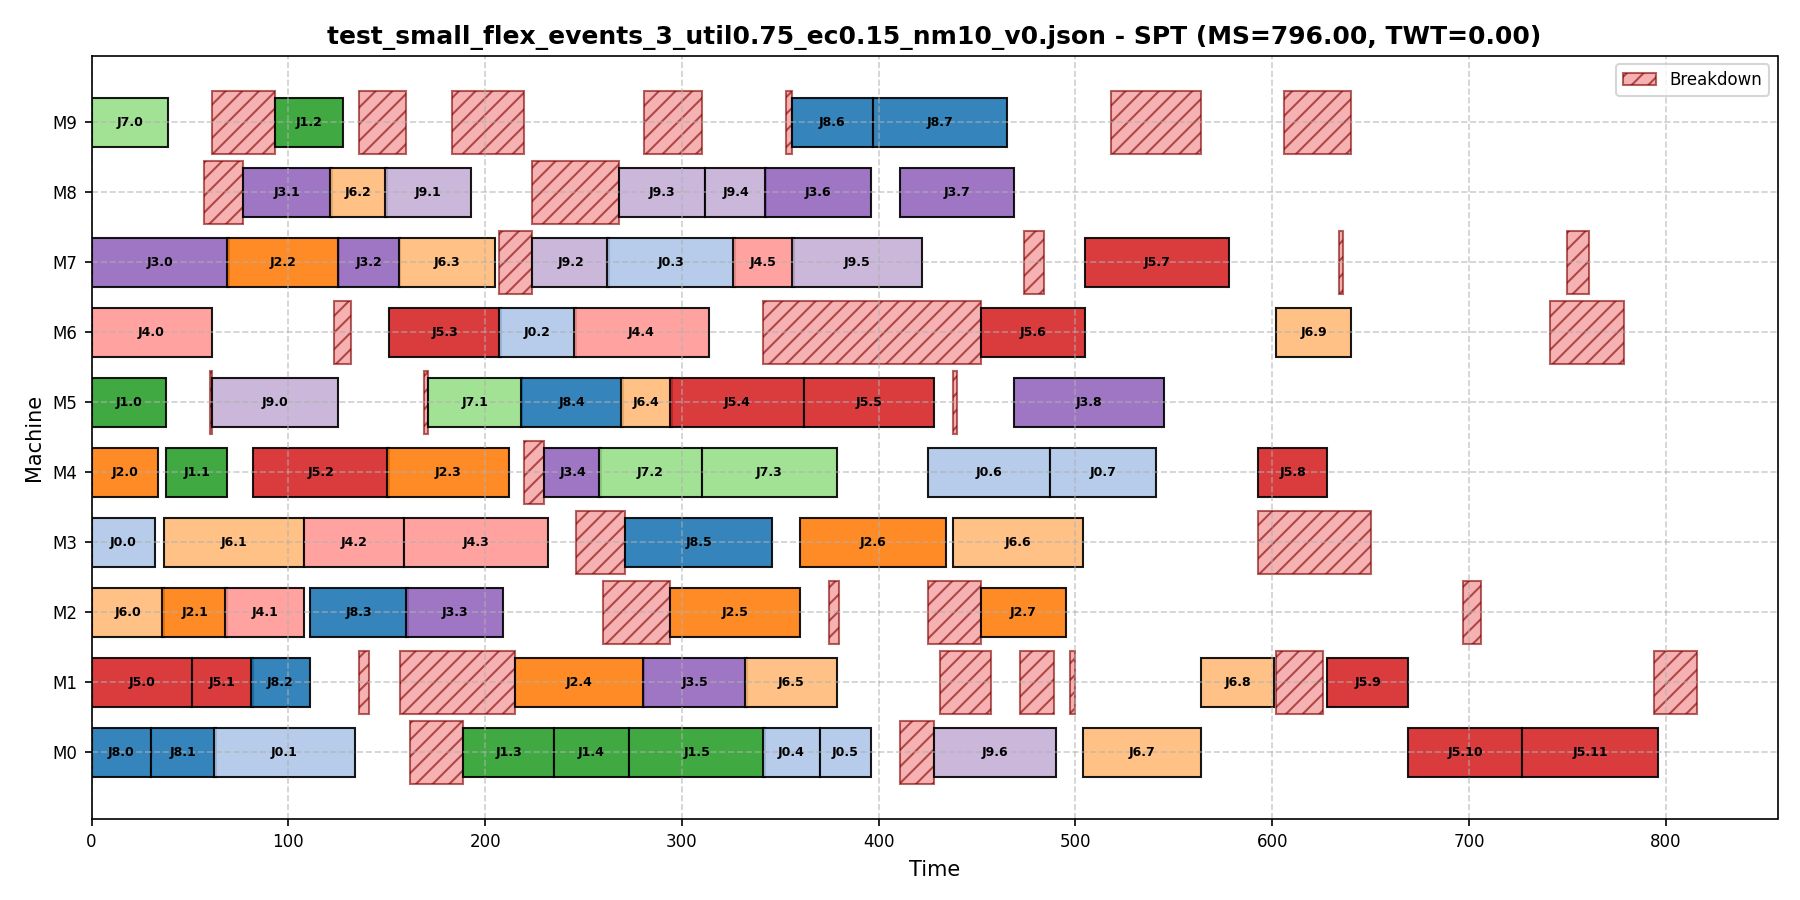 test_small_flex_events_3_util0.75_ec0.15_nm10_v0.json - SPT (MS=796.00, TWT=0.00)
Breakdown
M9 J7.0 J1.2 J8.6 J8.7
M8 J3.1 J6.2 J9.1 J9.3 J9.4 J3.6 J3.7
M7 J3.0 J2.2 J3.2 J6.3 J9.2 J0.3 J4.5 J9.5 J5.7
M6 J4.0 J5.3 J0.2 J4.4 J5.6 J6.9
M5 J1.0 J9.0 J7.1 J8.4 J6.4 J5.4 J5.5 J3.8
M4 J2.0 J1.1 J5.2 J2.3 J3.4 J7.2 J7.3 J0.6 J0.7 J5.8
M3 J0.0 J6.1 J4.2 J4.3 J8.5 J2.6 J6.6
M2 J6.0 J2.1 J4.1 J8.3 J3.3 J2.5 J2.7
M1 J5.0 J5.1 J8.2 J2.4 J3.5 J6.5 J6.8 J5.9
M0 J8.0 J8.1 J0.1 J1.3 J1.4 J1.5 J0.4 J0.5 J9.6 J6.7 J5.10 J5.11
Machine
0 100 200 300 400 500 600 700 800
Time